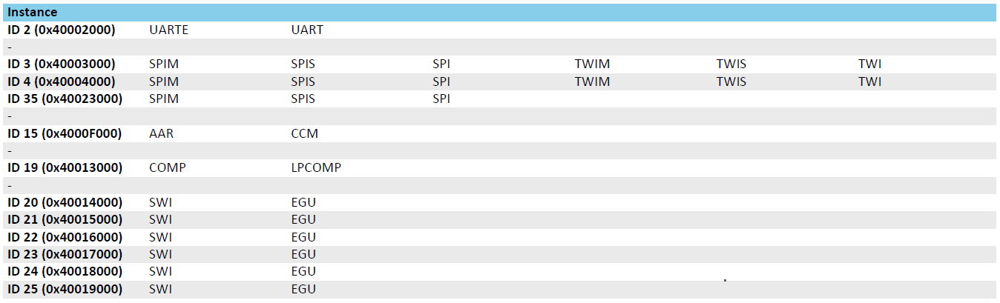 Instance
ID 2 (0x40002000) UARTE UART
-
ID 3 (0x40003000) SPIM SPIS SPI TWIM TWIS TWI
ID 4 (0x40004000) SPIM SPIS SPI TWIM TWIS TWI
ID 35 (0x40023000) SPIM SPIS SPI
-
ID 15 (0x4000F000) AAR CCM
-
ID 19 (0x40013000) COMP LPCOMP
-
ID 20 (0x40014000) SWI EGU
ID 21 (0x40015000) SWI EGU
ID 22 (0x40016000) SWI EGU
ID 23 (0x40017000) SWI EGU
ID 24 (0x40018000) SWI EGU
ID 25 (0x40019000) SWI EGU